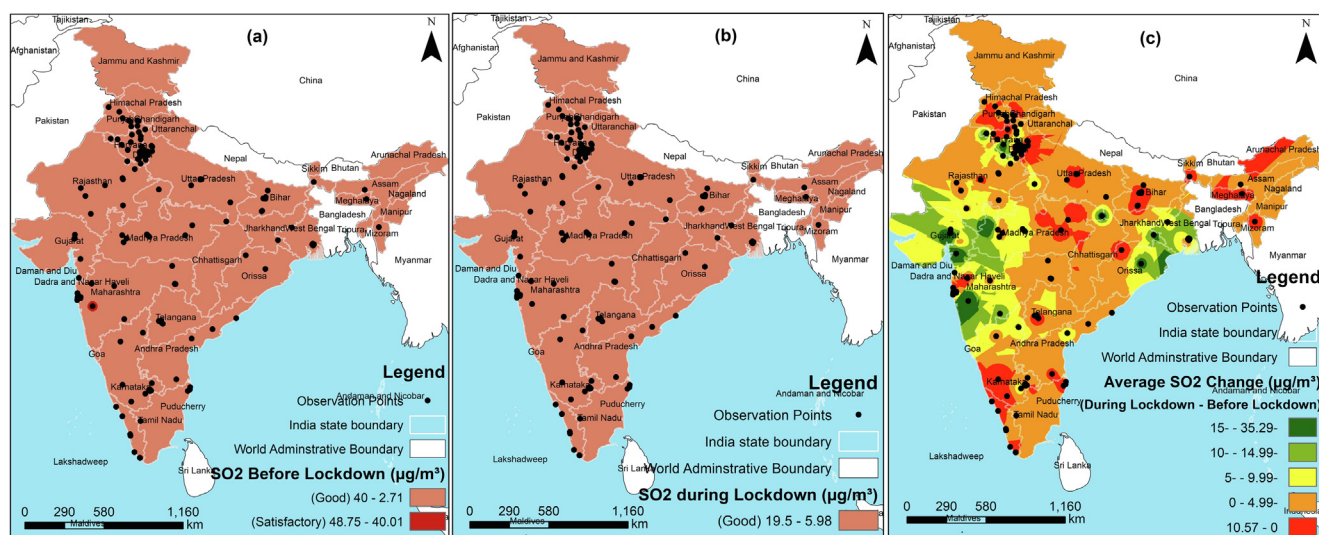 (a)
N
Tajikistan
Afghanistan
Jammu and Kashmir
China
Himachal Pradesh
Pakistan
Uttaranchal
Nepal
Sikkim
Bhutan
Arunachal Pradesh
Rajasthan
Uttar Pradesh
Assam
Nagaland
Bihar
Meghalaya
Manipur
Bangladesh
Jharkhand
West Bengal
Tripura
Mizoram
Gujarat
Madhya Pradesh
Myanmar
Chhattisgarh
Daman and Diu
Orissa
Dadra and Nagar Haveli
Maharashtra
Telangana
Goa
Andhra Pradesh
Legend
Karnataka
Andaman and Nicobar
Observation Points
Puducherry
Tamil Nadu
India state boundary
World Adminstrative Boundary
Lakshadweep
Sri Lanka
SO2 Before Lockdown (µg/m³)
(Good) 40 - 2.71
(Satisfactory) 48.75 - 40.01
0 290 580 1,160
km
Maldives
(b)
N
Tajikistan
Afghanistan
Jammu and Kashmir
China
Himachal Pradesh
Pakistan
Punjab
Chandigarh
Uttaranchal
Nepal
Sikkim
Bhutan
Arunachal Pradesh
Rajasthan
Uttar Pradesh
Assam
Nagaland
Bihar
Meghalaya
Manipur
Bangladesh
Jharkhand
West Bengal
Tripura
Mizoram
Gujarat
Madhya Pradesh
Myanmar
Chhattisgarh
Daman and Diu
Orissa
Dadra and Nagar Haveli
Maharashtra
Telangana
Goa
Andhra Pradesh
Karnataka
Legend
Andaman and Nicobar
Puducherry
Observation Points
Tamil Nadu
India state boundary
Lakshadweep
World Adminstrative Boundary
Sri Lanka
SO2 during Lockdown (µg/m³)
(Good) 19.5 - 5.98
0 290 580 1,160
km
Maldives
(c)
N
Tajikistan
Afghanistan
Jammu and Kashmir
China
Himachal Pradesh
Pakistan
Punjab
Chandigarh
Uttaranchal
Nepal
Sikkim
Bhutan
Arunachal Pradesh
Rajasthan
Uttar Pradesh
Assam
Nagaland
Bihar
Meghalaya
Manipur
Bangladesh
Jharkhand
West Bengal
Tripura
Mizoram
Gujarat
Madhya Pradesh
Myanmar
Chhattisgarh
Daman and Diu
Orissa
Dadra and Nagar Haveli
Maharashtra
Legend
Observation Points
Telangana
India state boundary
Goa
Andhra Pradesh
World Adminstrative Boundary
Karnataka
Average SO2 Change (µg/m³)
Andaman and Nicobar
Puducherry
(During Lockdown - Before Lockdown)
Tamil Nadu
15- - 35.29-
10- - 14.99-
Lakshadweep
Sri Lanka
5- - 9.99-
0 - 4.99-
10.57 - 0
0 290 580 1,160
km
Maldives